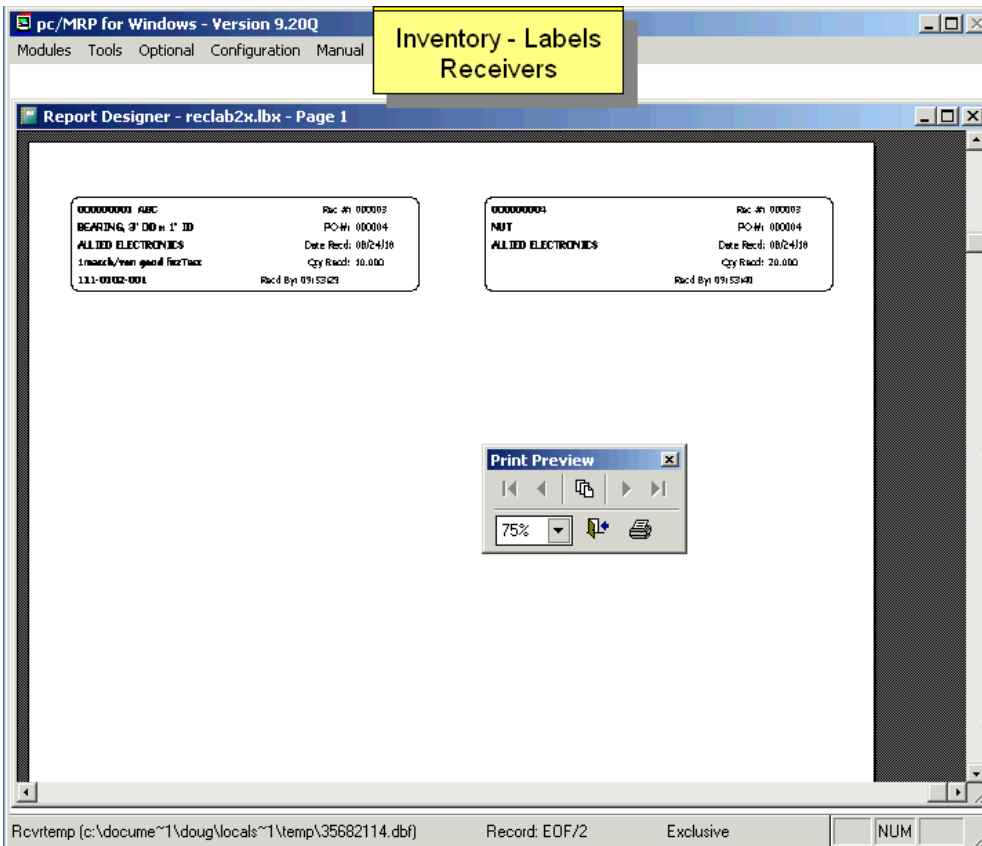 pc/MRP for Windows - Version 9.20Q
Modules Tools Optional Configuration Manual
Inventory - Labels
Receivers
Report Designer - reclab2x.lbx - Page 1
000000001 ABC Rec #: 000003
BEARING, 3" OD x 1" ID PO#: 000004
ALLIED ELECTRONICS Date Recd: 08/24/18
Qty Recd: 10.000
111-0102-001 Recd By: 09:53:29
000000004 Rec #: 000003
NUT PO#: 000004
ALLIED ELECTRONICS Date Recd: 08/24/18
Qty Recd: 20.000
Recd By: 09:53:40
Print Preview
75%
Rcvrtemp (c:\docume~1\doug\locals~1\temp\35682114.dbf) Record: EOF/2 Exclusive NUM